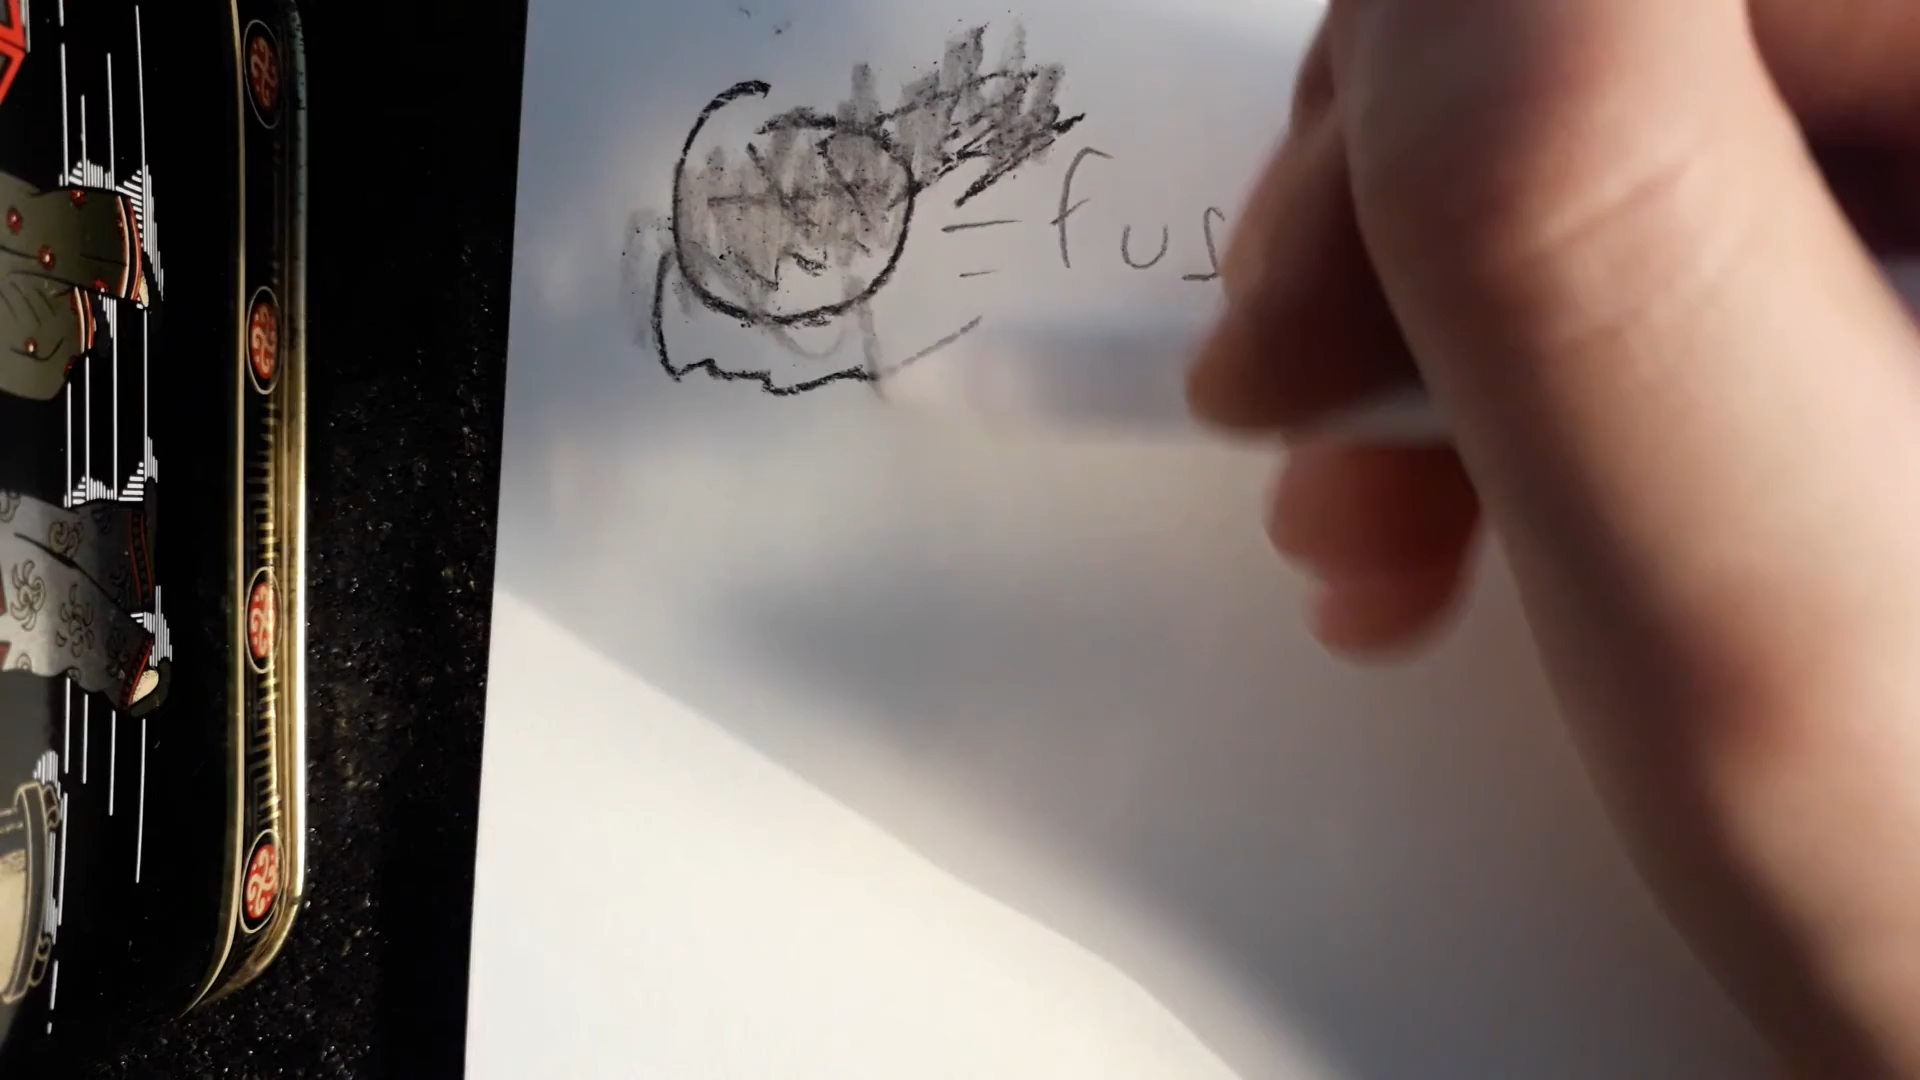 = fus